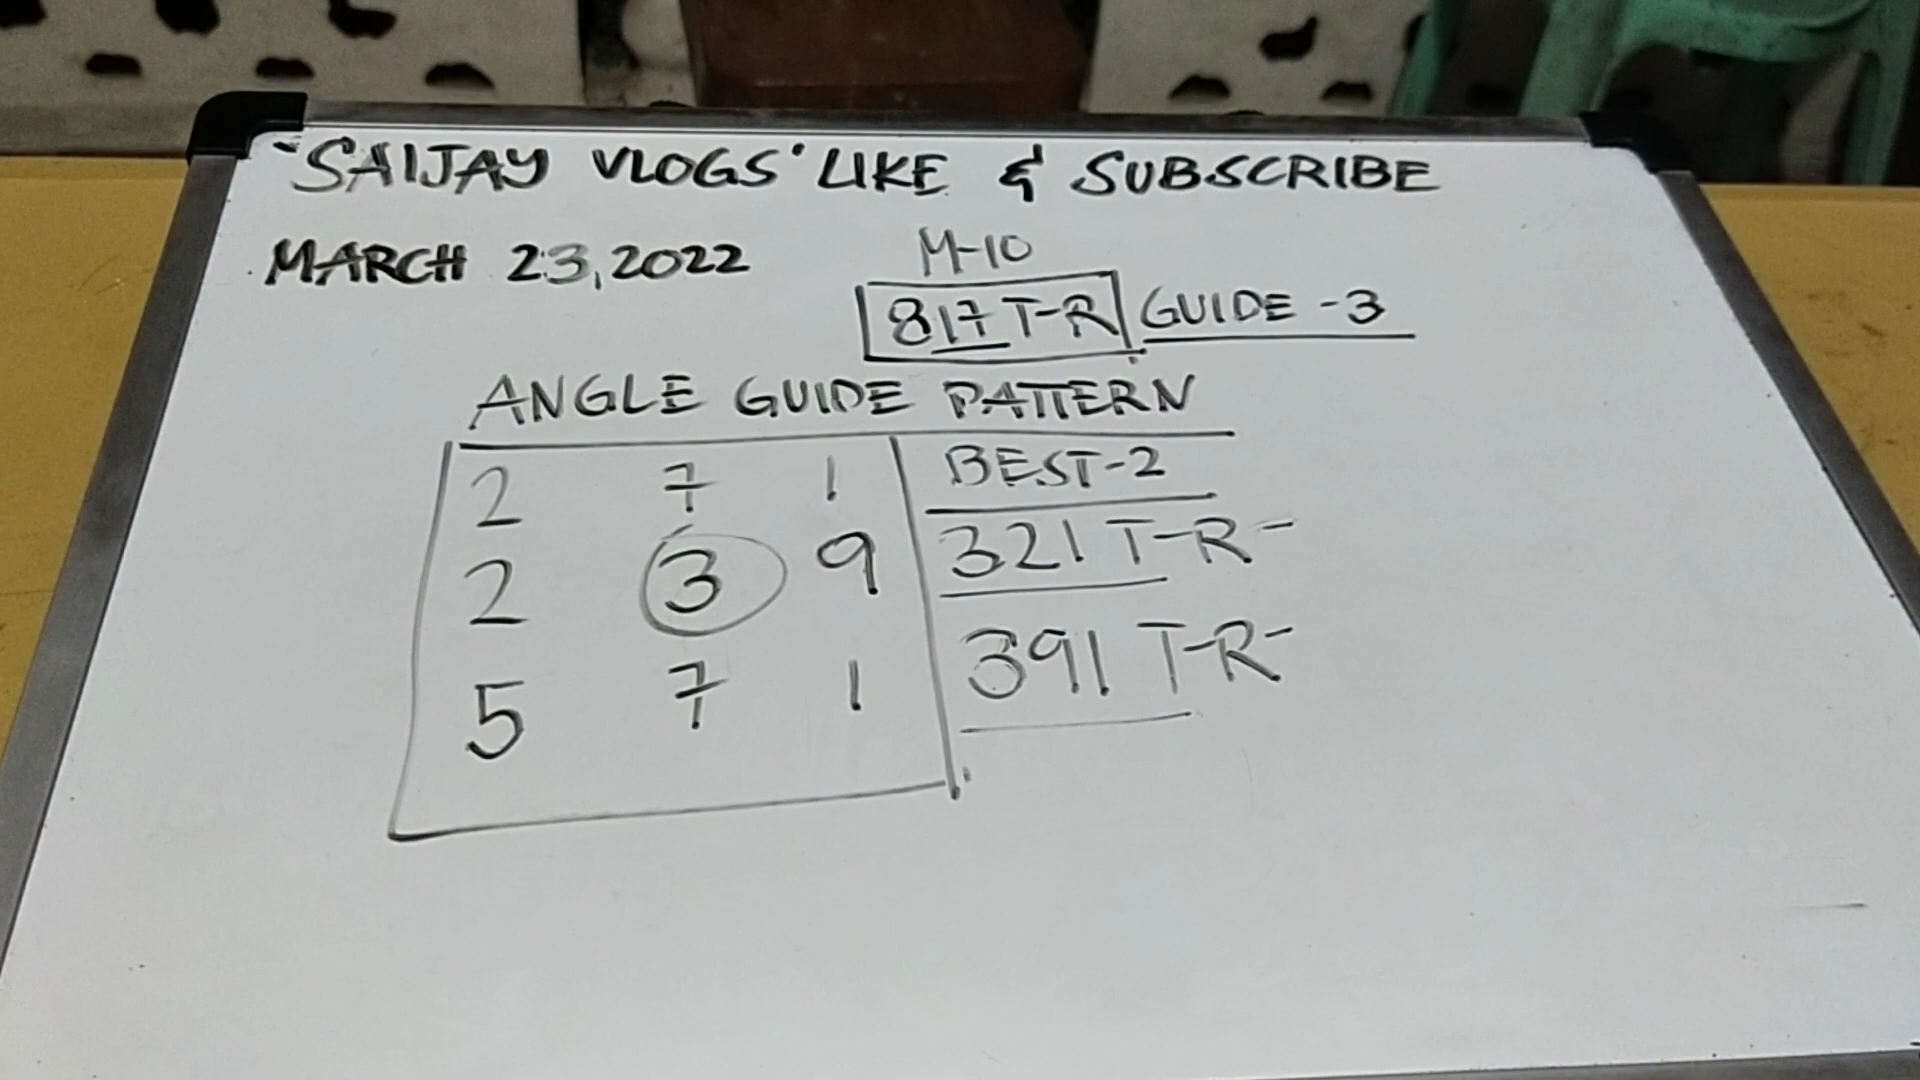 "SAIJAY VLOGS" LIKE & SUBSCRIBE
MARCH 23, 2022
M-10
817 T-R GUIDE -3
ANGLE GUIDE PATTERN
2 7 1 BEST-2
2 3 9 321 T-R-
5 7 1 391 T-R-